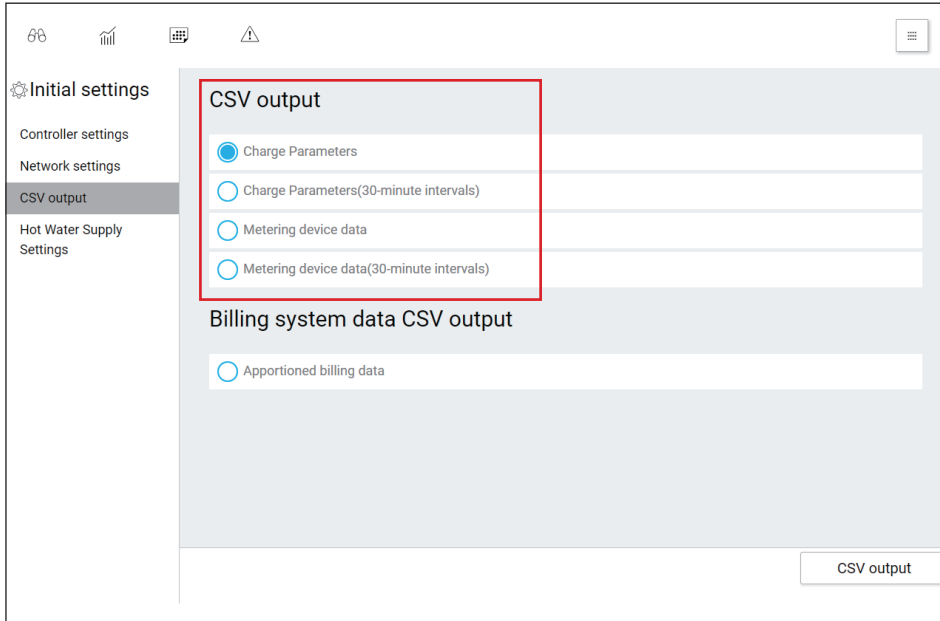 Initial settings
Controller settings
Network settings
CSV output
Hot Water Supply
Settings
CSV output
Charge Parameters
Charge Parameters(30-minute intervals)
Metering device data
Metering device data(30-minute intervals)
Billing system data CSV output
Apportioned billing data
CSV output